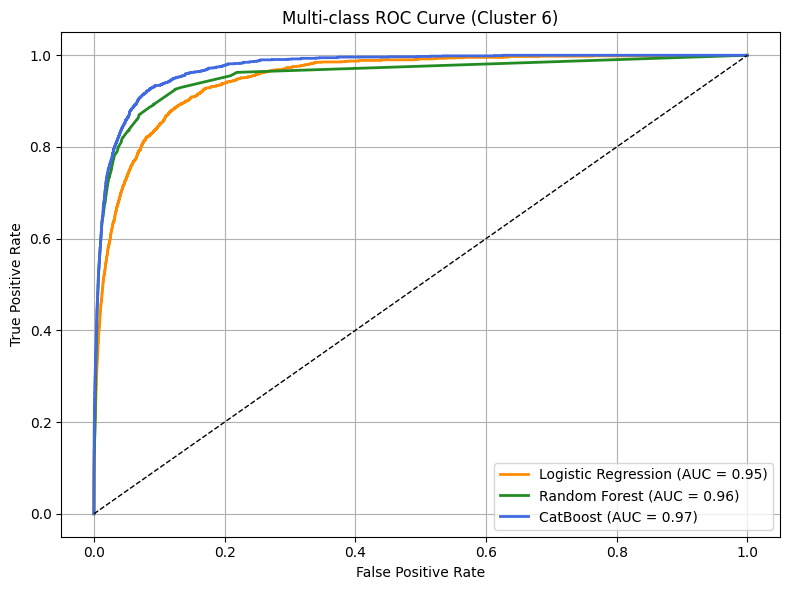 Multi-class ROC Curve (Cluster 6)
True Positive Rate
1.0
0.8
0.6
0.4
0.2
0.0
0.0 0.2 0.4 0.6 0.8 1.0
False Positive Rate
Logistic Regression (AUC = 0.95)
Random Forest (AUC = 0.96)
CatBoost (AUC = 0.97)